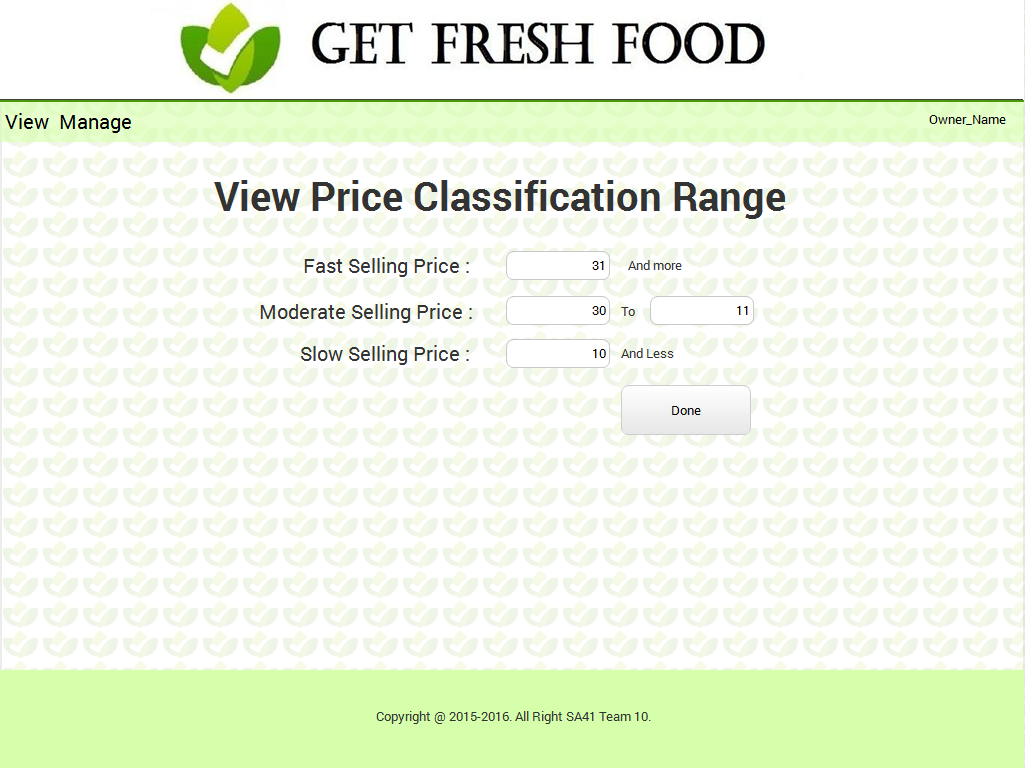 GET FRESH FOOD
View Manage Owner_Name
View Price Classification Range
Fast Selling Price : 31 And more
Moderate Selling Price : 30 To 11
Slow Selling Price : 10 And Less
Done
Copyright @ 2015-2016. All Right SA41 Team 10.